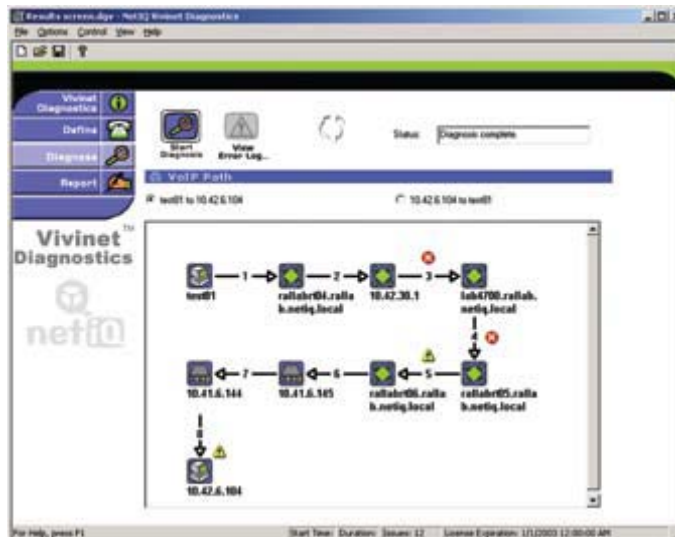 Results screen.dgv - NetIQ Vivinet Diagnostics
File Options Control View Help
Vivinet Diagnostics
Define
Diagnose
Report
Start Diagnosis
View Error Log...
Status: Diagnosis complete
VoIP Path
test01 to 10.42.6.104
10.42.6.104 to test01
Vivinet™
Diagnostics
netiQ
1
2
3
test01
rallabrt04.rallab.netiq.local
10.42.30.1
lab4700.rallab.netiq.local
4
7
6
5
10.41.6.144
10.41.6.145
rallabrt06.rallab.netiq.local
rallabrt05.rallab.netiq.local
8
10.42.6.104
For Help, press F1
Start Time: Duration: Issues: 12 License Expiration: 1/1/2003 12:00:00 AM